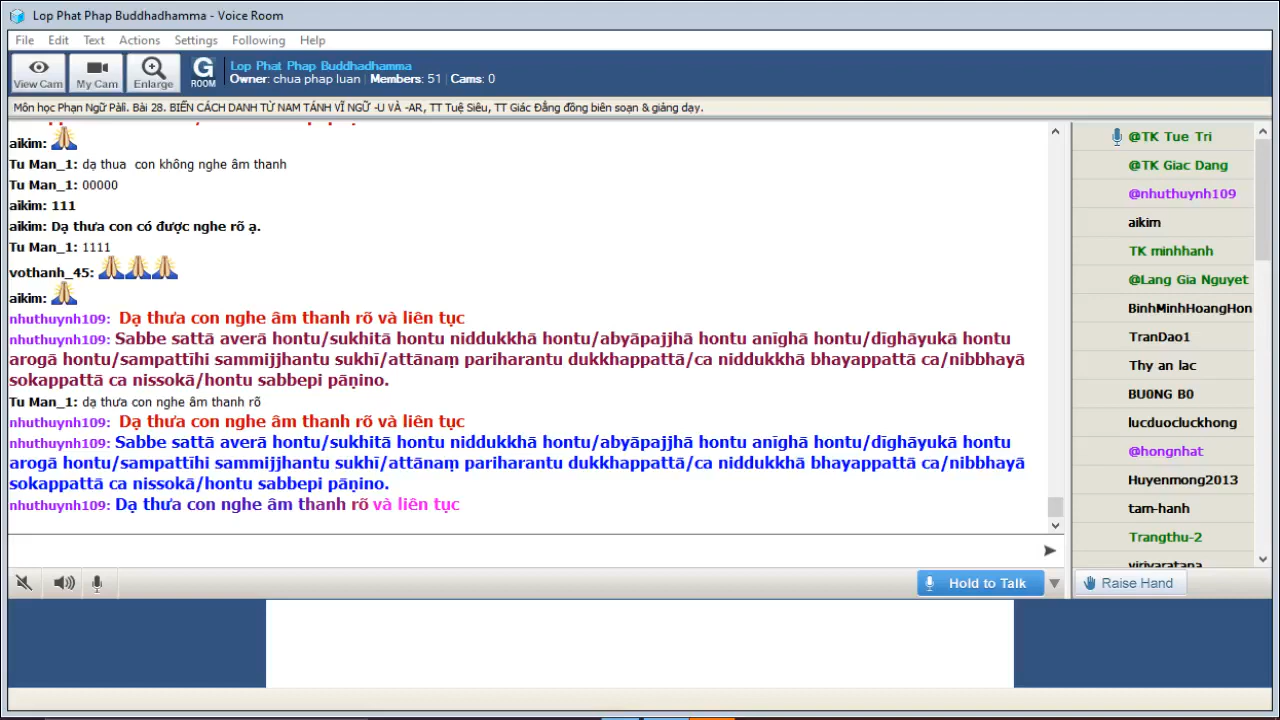 Lop Phat Phap Buddhadhamma - Voice Room
File Edit Text Actions Settings Following Help
View Cam
My Cam
Enlarge
G ROOM
Lop Phat Phap Buddhadhamma
Owner: chua phap luan | Members: 51 | Cams: 0
Môn học Phạn Ngữ Pàli. Bài 28. BIẾN CÁCH DANH TỪ NAM TÁNH VĨ NGỮ -U VÀ -AR, TT Tuệ Siêu, TT Giác Đẳng đồng biên soạn & giảng dạy.
aikim:
Tu Man_1: dạ thua con không nghe âm thanh
Tu Man_1: 00000
aikim: 111
aikim: Dạ thưa con có được nghe rõ ạ.
Tu Man_1: 1111
vothanh_45:
aikim:
nhuthuynh109: Dạ thưa con nghe âm thanh rõ và liên tục
nhuthuynh109: Sabbe sattā averā hontu/sukhitā hontu niddukkhā hontu/abyāpajjhā hontu anīghā hontu/dīghāyukā hontu
arogā hontu/sampattīhi sammijjhantu sukhī/attānaṃ pariharantu dukkhappattā/ca niddukkhā bhayappattā ca/nibbhayā
sokappattā ca nissokā/hontu sabbepi pāṇino.
Tu Man_1: dạ thưa con nghe âm thanh rõ
nhuthuynh109: Dạ thưa con nghe âm thanh rõ và liên tục
nhuthuynh109: Sabbe sattā averā hontu/sukhitā hontu niddukkhā hontu/abyāpajjhā hontu anīghā hontu/dīghāyukā hontu
arogā hontu/sampattīhi sammijjhantu sukhī/attānaṃ pariharantu dukkhappattā/ca niddukkhā bhayappattā ca/nibbhayā
sokappattā ca nissokā/hontu sabbepi pāṇino.
nhuthuynh109: Dạ thưa con nghe âm thanh rõ và liên tục
@TK Tue Tri
@TK Giac Dang
@nhuthuynh109
aikim
TK minhhanh
@Lang Gia Nguyet
BinhMinhHoangHon
TranDao1
Thy an lac
BU0NG B0
lucduocluckhong
@hongnhat
Huyenmong2013
tam-hanh
Trangthu-2
viriyaratana
Hold to Talk
Raise Hand